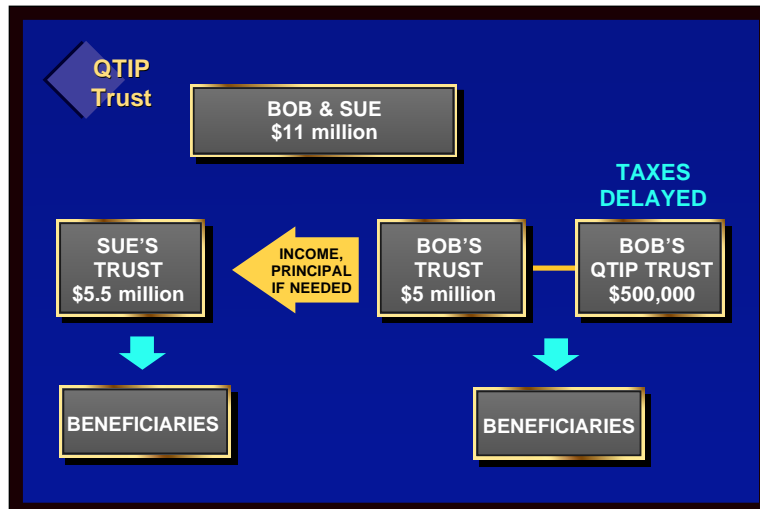 QTIP
Trust
BOB & SUE
$11 million
TAXES
DELAYED
SUE'S
TRUST
$5.5 million
INCOME,
PRINCIPAL
IF NEEDED
BOB'S
TRUST
$5 million
BOB'S
QTIP TRUST
$500,000
BENEFICIARIES
BENEFICIARIES